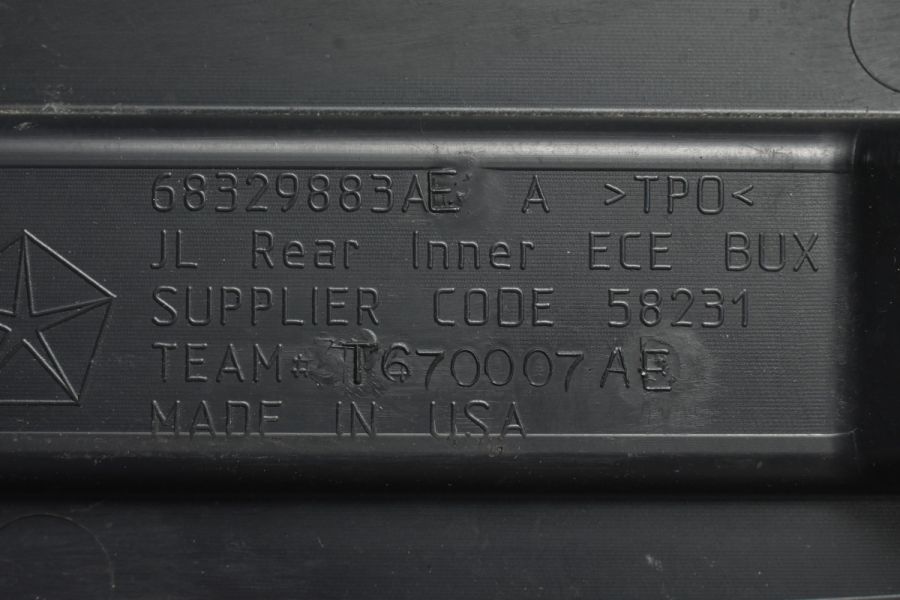 68329883AE A >TPO<
JL Rear Inner ECE BUX
SUPPLIER CODE 58231
TEAM# T670007AE
MADE IN USA